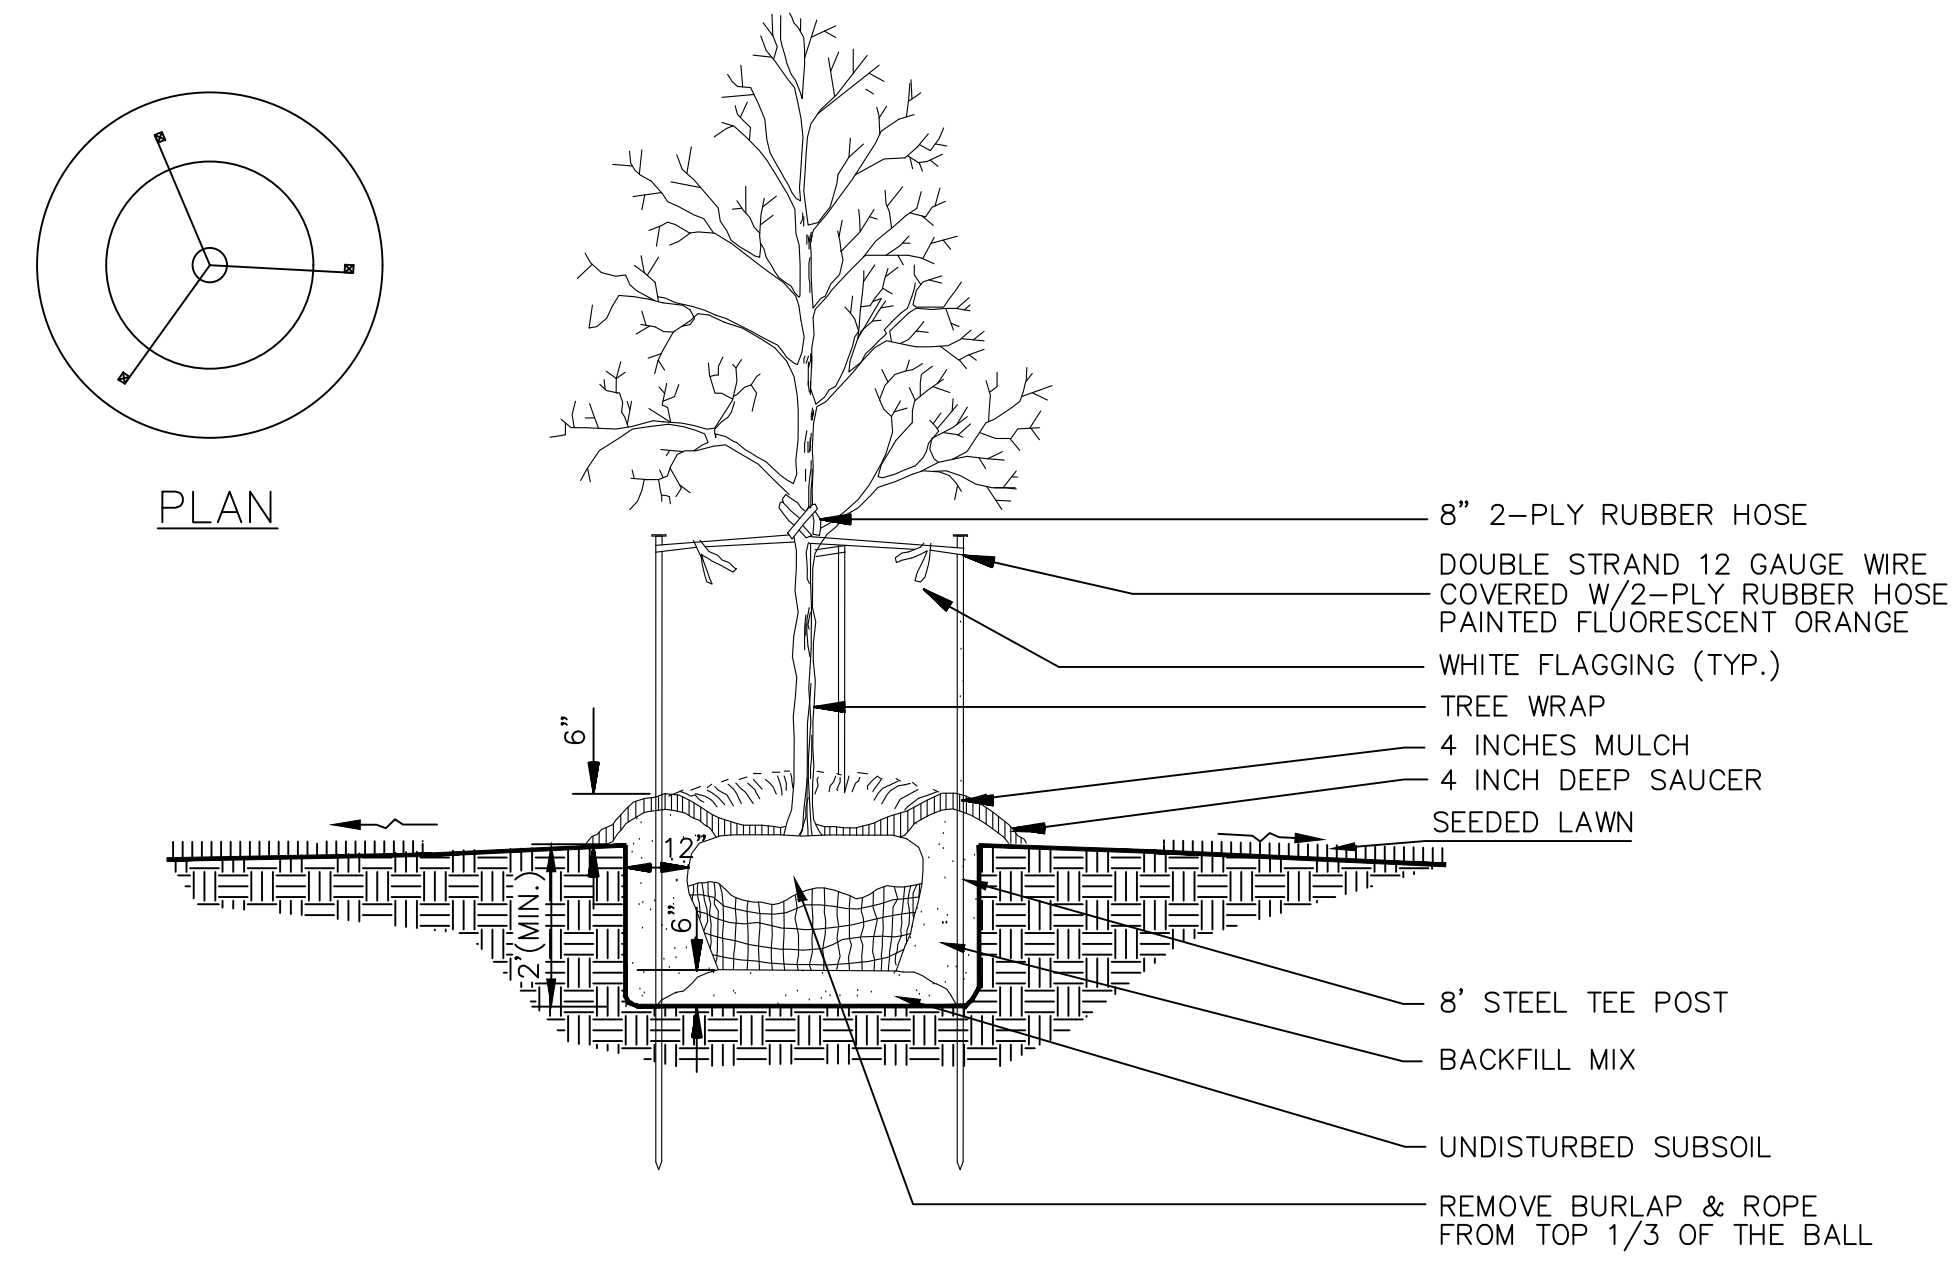 PLAN
8" 2-PLY RUBBER HOSE
DOUBLE STRAND 12 GAUGE WIRE
COVERED W/2-PLY RUBBER HOSE
PAINTED FLUORESCENT ORANGE
WHITE FLAGGING (TYP.)
TREE WRAP
6"
4 INCHES MULCH
4 INCH DEEP SAUCER
SEEDED LAWN
12"
2'(MIN.)
6"
8' STEEL TEE POST
BACKFILL MIX
UNDISTURBED SUBSOIL
REMOVE BURLAP & ROPE
FROM TOP 1/3 OF THE BALL